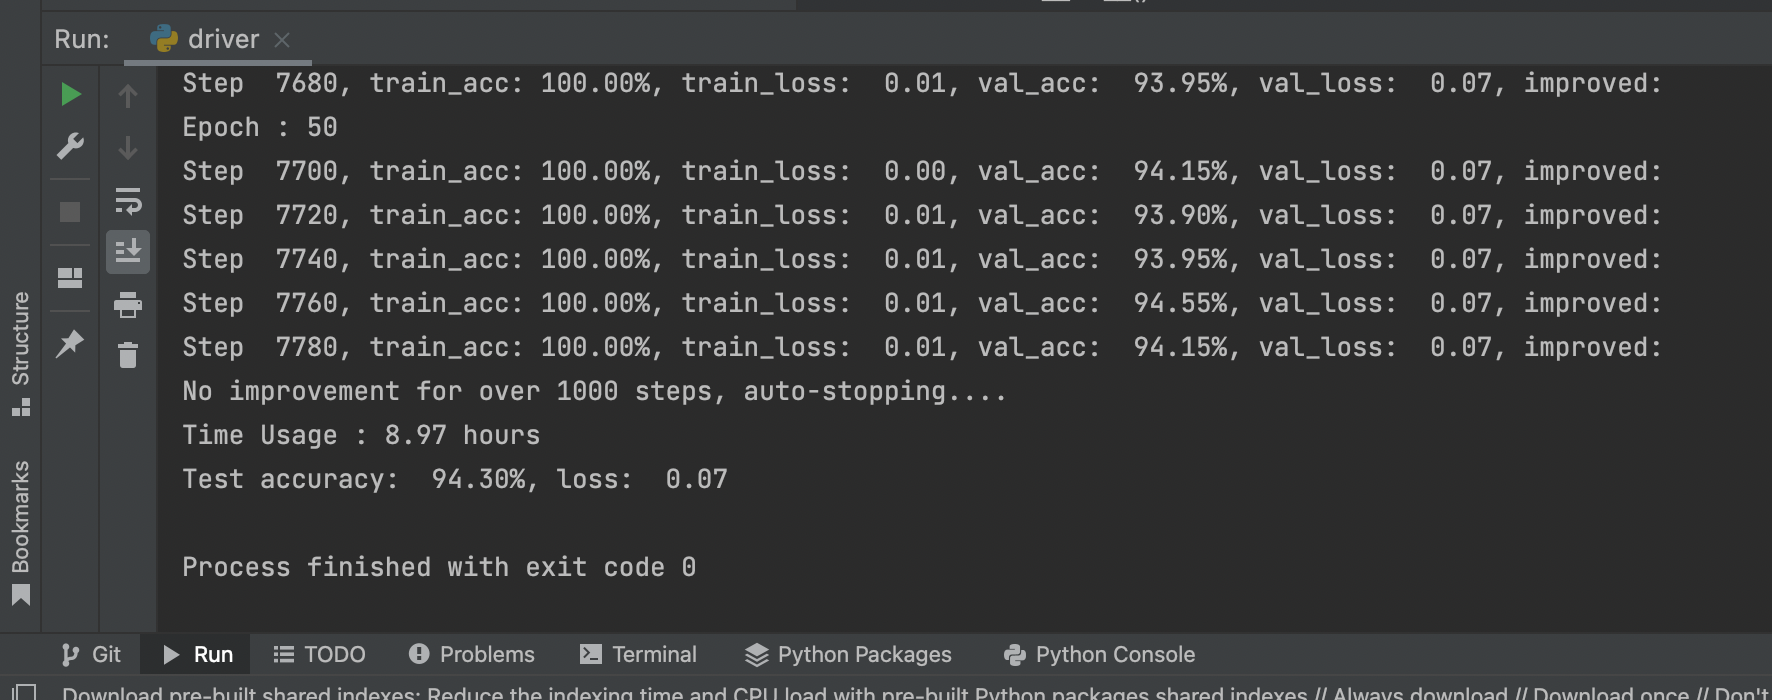 Run: driver
Step  7680, train_acc: 100.00%, train_loss:  0.01, val_acc:  93.95%, val_loss:  0.07, improved:
Epoch : 50
Step  7700, train_acc: 100.00%, train_loss:  0.00, val_acc:  94.15%, val_loss:  0.07, improved:
Step  7720, train_acc: 100.00%, train_loss:  0.01, val_acc:  93.90%, val_loss:  0.07, improved:
Step  7740, train_acc: 100.00%, train_loss:  0.01, val_acc:  93.95%, val_loss:  0.07, improved:
Step  7760, train_acc: 100.00%, train_loss:  0.01, val_acc:  94.55%, val_loss:  0.07, improved:
Step  7780, train_acc: 100.00%, train_loss:  0.01, val_acc:  94.15%, val_loss:  0.07, improved:
No improvement for over 1000 steps, auto-stopping....
Time Usage : 8.97 hours
Test accuracy:  94.30%, loss:  0.07
Process finished with exit code 0
Structure
Bookmarks
Git Run TODO Problems Terminal Python Packages Python Console
Download pre-built shared indexes: Reduce the indexing time and CPU load with pre-built Python packages shared indexes // Always download // Download once // Don't